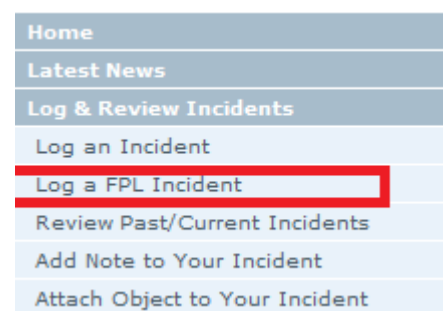 Home
Latest News
Log & Review Incidents
Log an Incident
Log a FPL Incident
Review Past/Current Incidents
Add Note to Your Incident
Attach Object to Your Incident